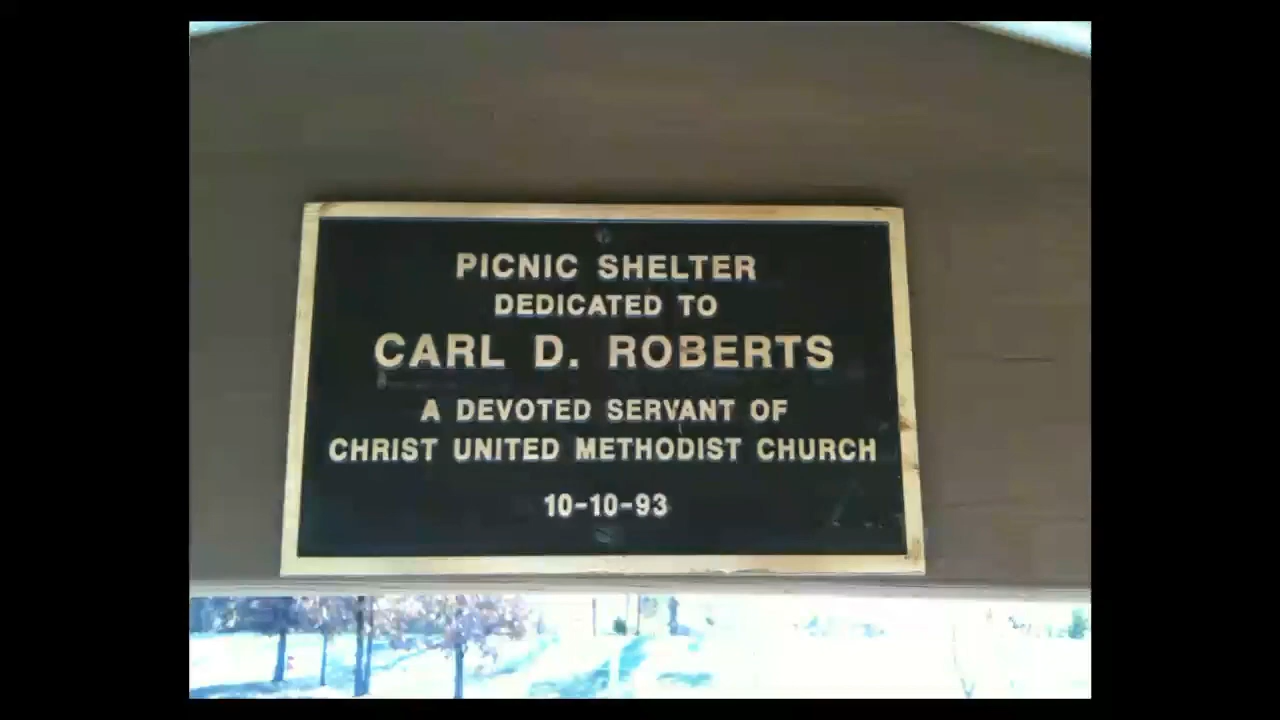 PICNIC SHELTER
DEDICATED TO
CARL D. ROBERTS
A DEVOTED SERVANT OF
CHRIST UNITED METHODIST CHURCH
10-10-93